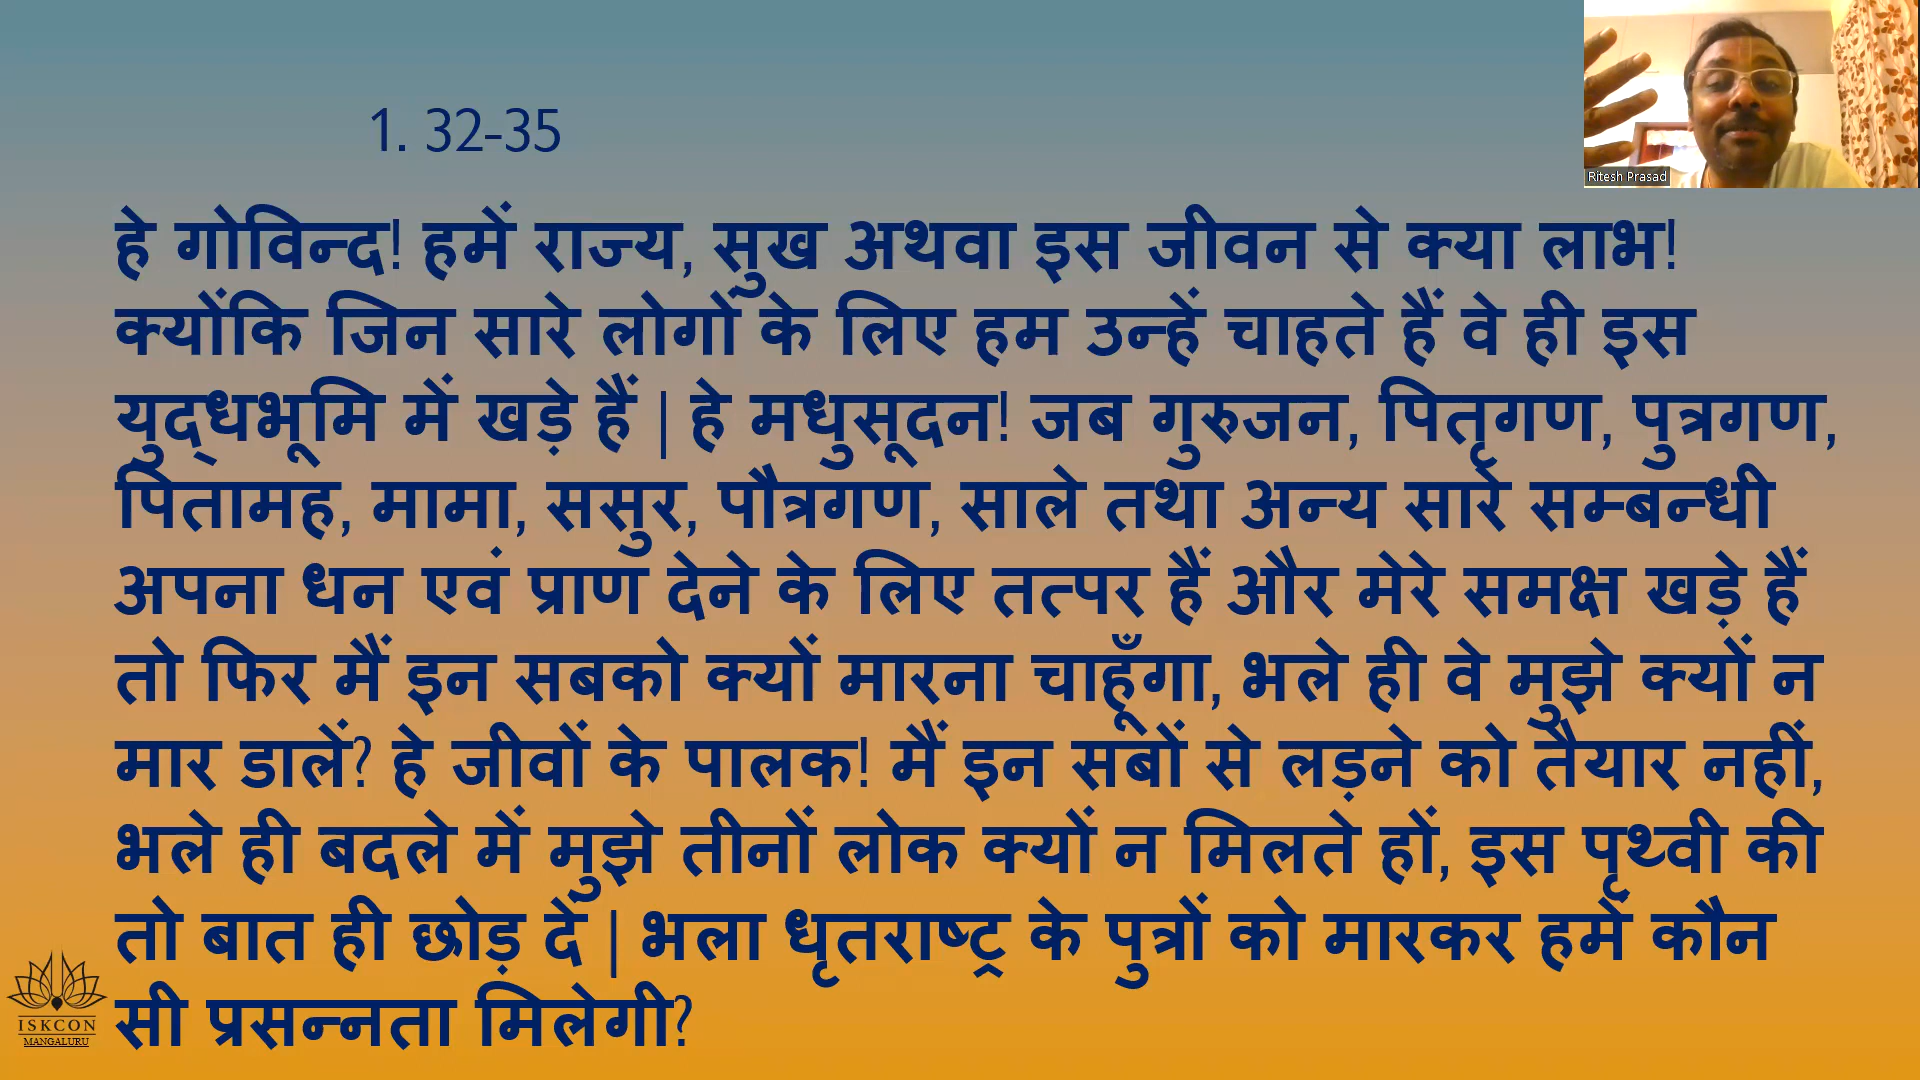 1. 32-35
Ritesh Prasad
हे गोविन्द! हमें राज्य, सुख अथवा इस जीवन से क्या लाभ!
क्योंकि जिन सारे लोगों के लिए हम उन्हें चाहते हैं वे ही इस
युद्धभूमि में खड़े हैं | हे मधुसूदन! जब गुरुजन, पितृगण, पुत्रगण,
पितामह, मामा, ससुर, पौत्रगण, साले तथा अन्य सारे सम्बन्धी
अपना धन एवं प्राण देने के लिए तत्पर हैं और मेरे समक्ष खड़े हैं
तो फिर मैं इन सबको क्यों मारना चाहूँगा, भले ही वे मुझे क्यों न
मार डालें? हे जीवों के पालक! मैं इन सबों से लड़ने को तैयार नहीं,
भले ही बदले में मुझे तीनों लोक क्यों न मिलते हों, इस पृथ्वी की
तो बात ही छोड़ दें | भला धृतराष्ट्र के पुत्रों को मारकर हमें कौन
सी प्रसन्नता मिलेगी?
ISKCON
MANGALURU